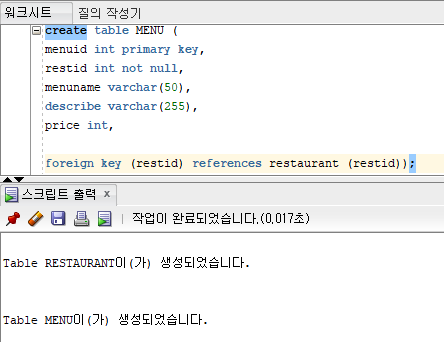 워크시트 질의 작성기
create table MENU (
menuid int primary key,
restid int not null,
menuname varchar(50),
describe varchar(255),
price int,
foreign key (restid) references restaurant (restid));
스크립트 출력 x
작업이 완료되었습니다.(0,017초)
Table RESTAURANT이(가) 생성되었습니다.
Table MENU이(가) 생성되었습니다.